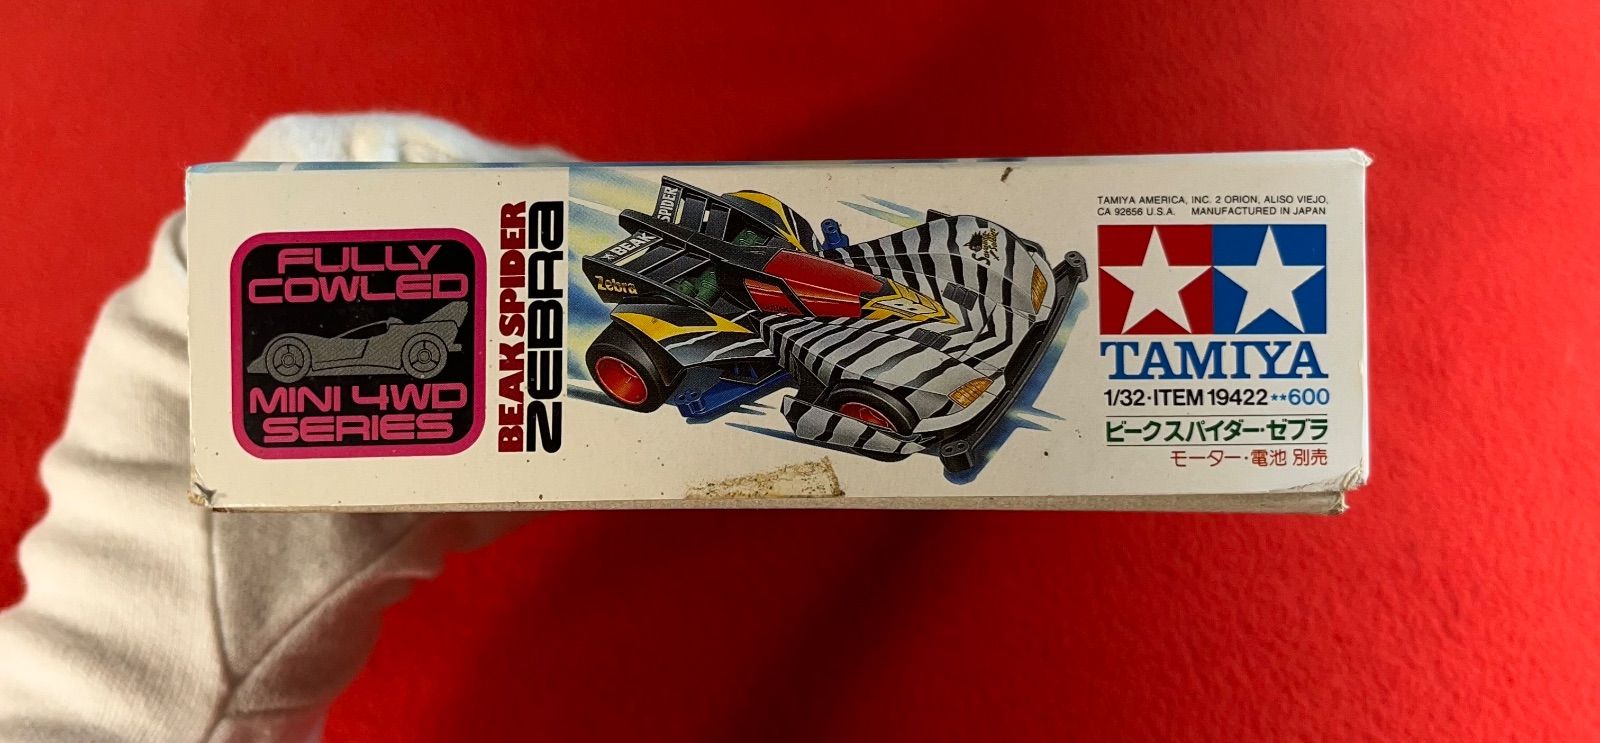 FULLY
COWLED
MINI 4WD
SERIES
BEAK SPIDER
ZEBRA
SPIDER
BEAK
Zebra
TAMIYA AMERICA, INC. 2 ORION, ALISO VIEJO,
CA 92656 U.S.A. MANUFACTURED IN JAPAN
TAMIYA
1/32·ITEM 19422 **600
ビークスパイダー・ゼブラ
モーター・電池 別売